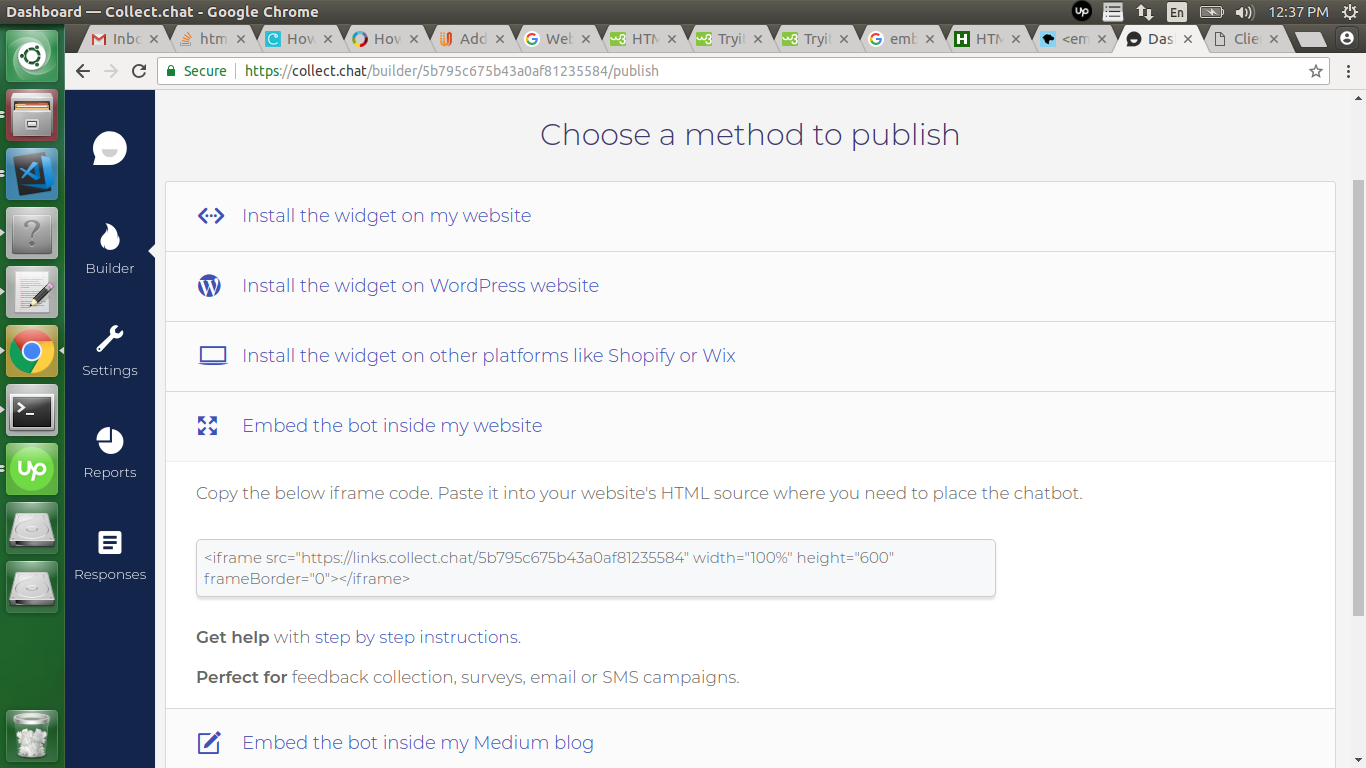 Dashboard — Collect.chat - Google Chrome
up
En
12:37 PM
Inbo
htm
How
How
Add
Web
HTM
Tryit
Tryit
emb
HTM
<em
Das
Clie
Secure
https://collect.chat/builder/5b795c675b43a0af81235584/publish
Builder
Settings
Reports
Responses
Choose a method to publish
Install the widget on my website
Install the widget on WordPress website
Install the widget on other platforms like Shopify or Wix
Embed the bot inside my website
Copy the below iframe code. Paste it into your website's HTML source where you need to place the chatbot.
<iframe src="https://links.collect.chat/5b795c675b43a0af81235584" width="100%" height="600"
frameBorder="0"></iframe>
Get help with step by step instructions.
Perfect for feedback collection, surveys, email or SMS campaigns.
Embed the bot inside my Medium blog
up